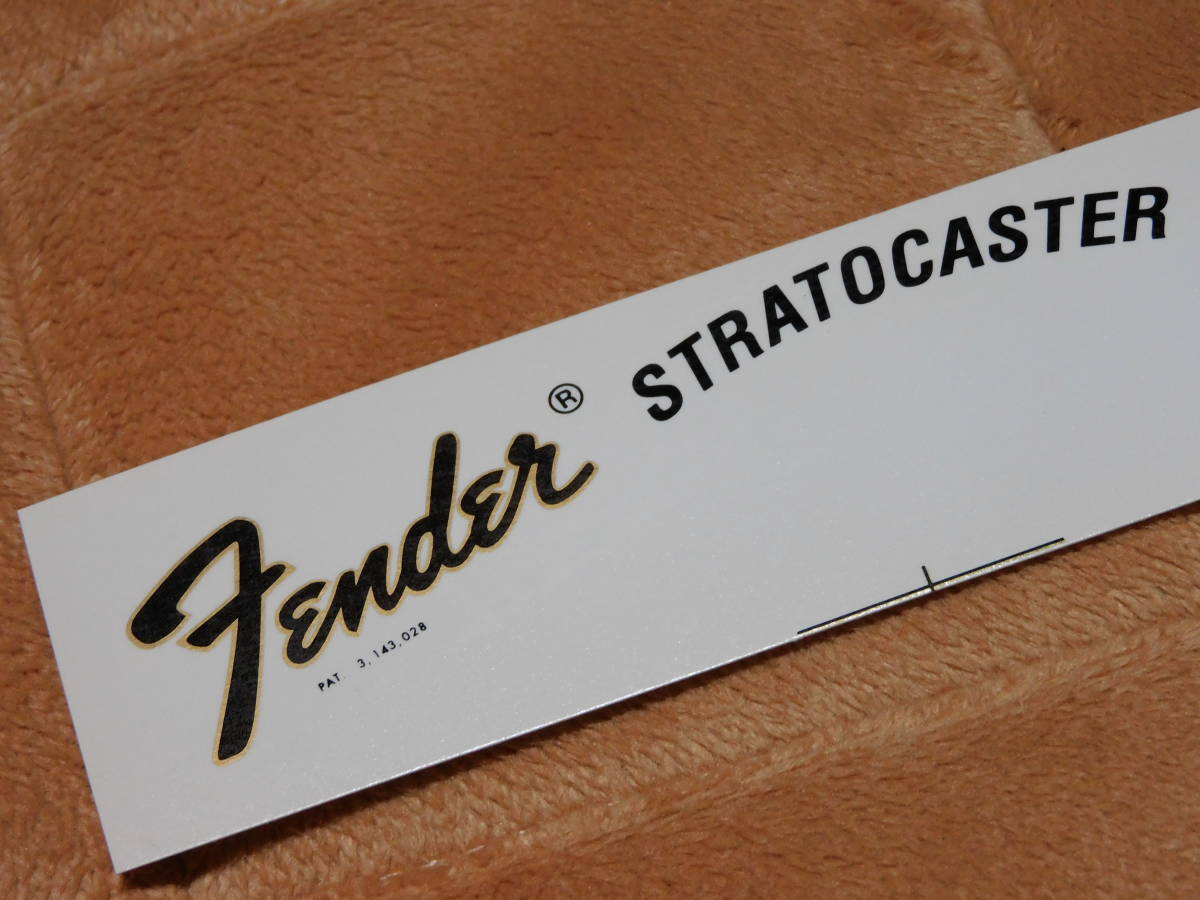 Fender ®
STRATOCASTER
PAT. 3,143,028